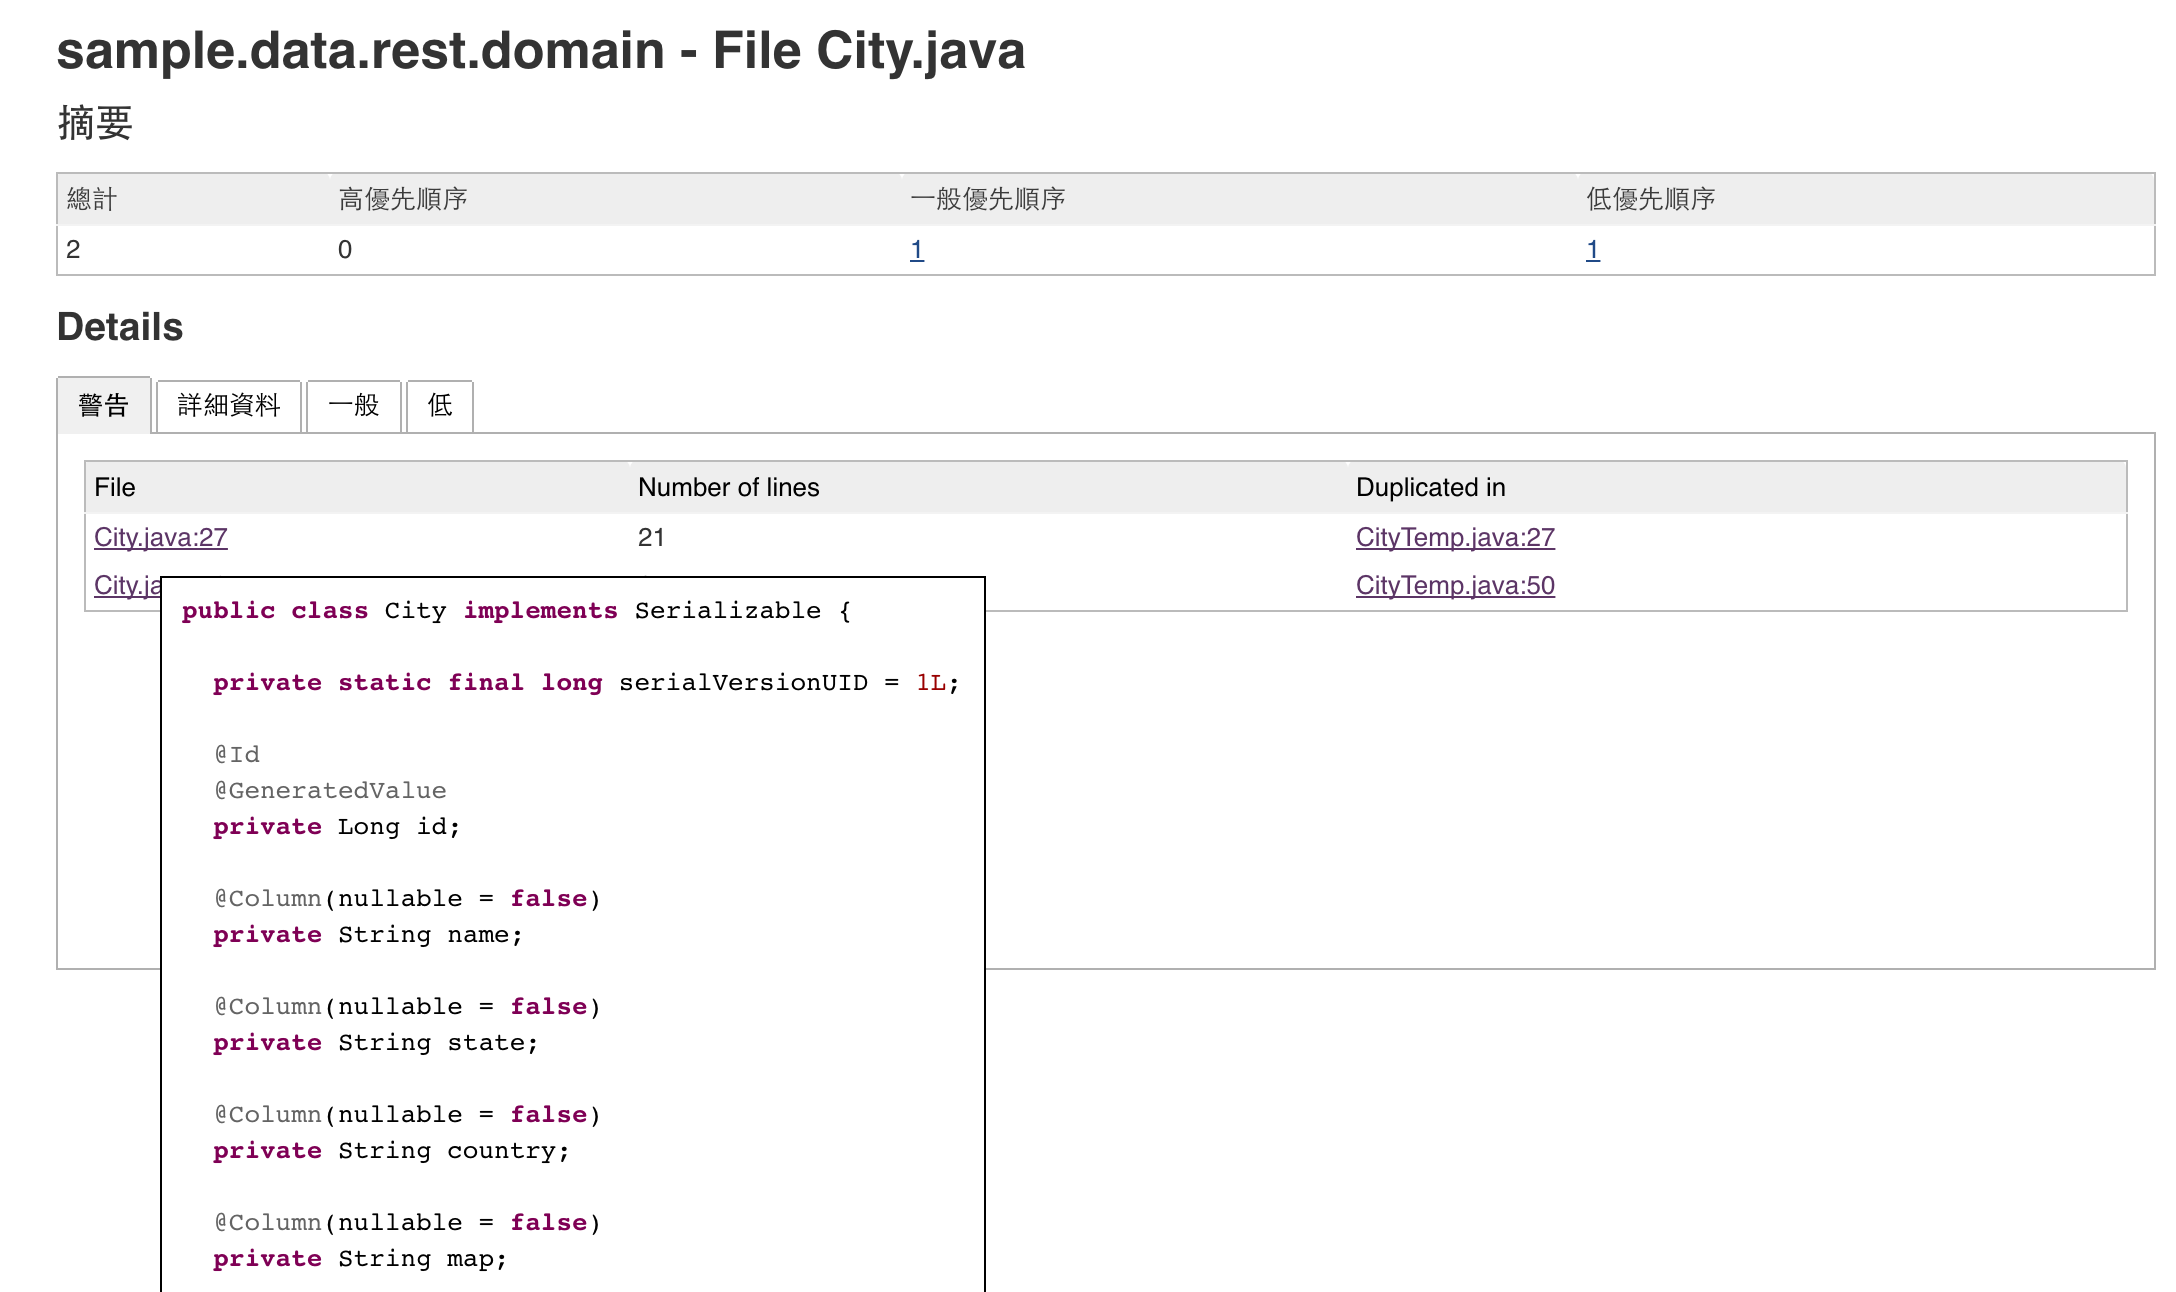 sample.data.rest.domain - File City.java
摘要
總計 高優先順序 一般優先順序 低優先順序
2 0 1 1
Details
警告 詳細資料 一般 低
File Number of lines Duplicated in
City.java:27 21 CityTemp.java:27
City.ja CityTemp.java:50
public class City implements Serializable {
private static final long serialVersionUID = 1L;
@Id
@GeneratedValue
private Long id;
@Column(nullable = false)
private String name;
@Column(nullable = false)
private String state;
@Column(nullable = false)
private String country;
@Column(nullable = false)
private String map;